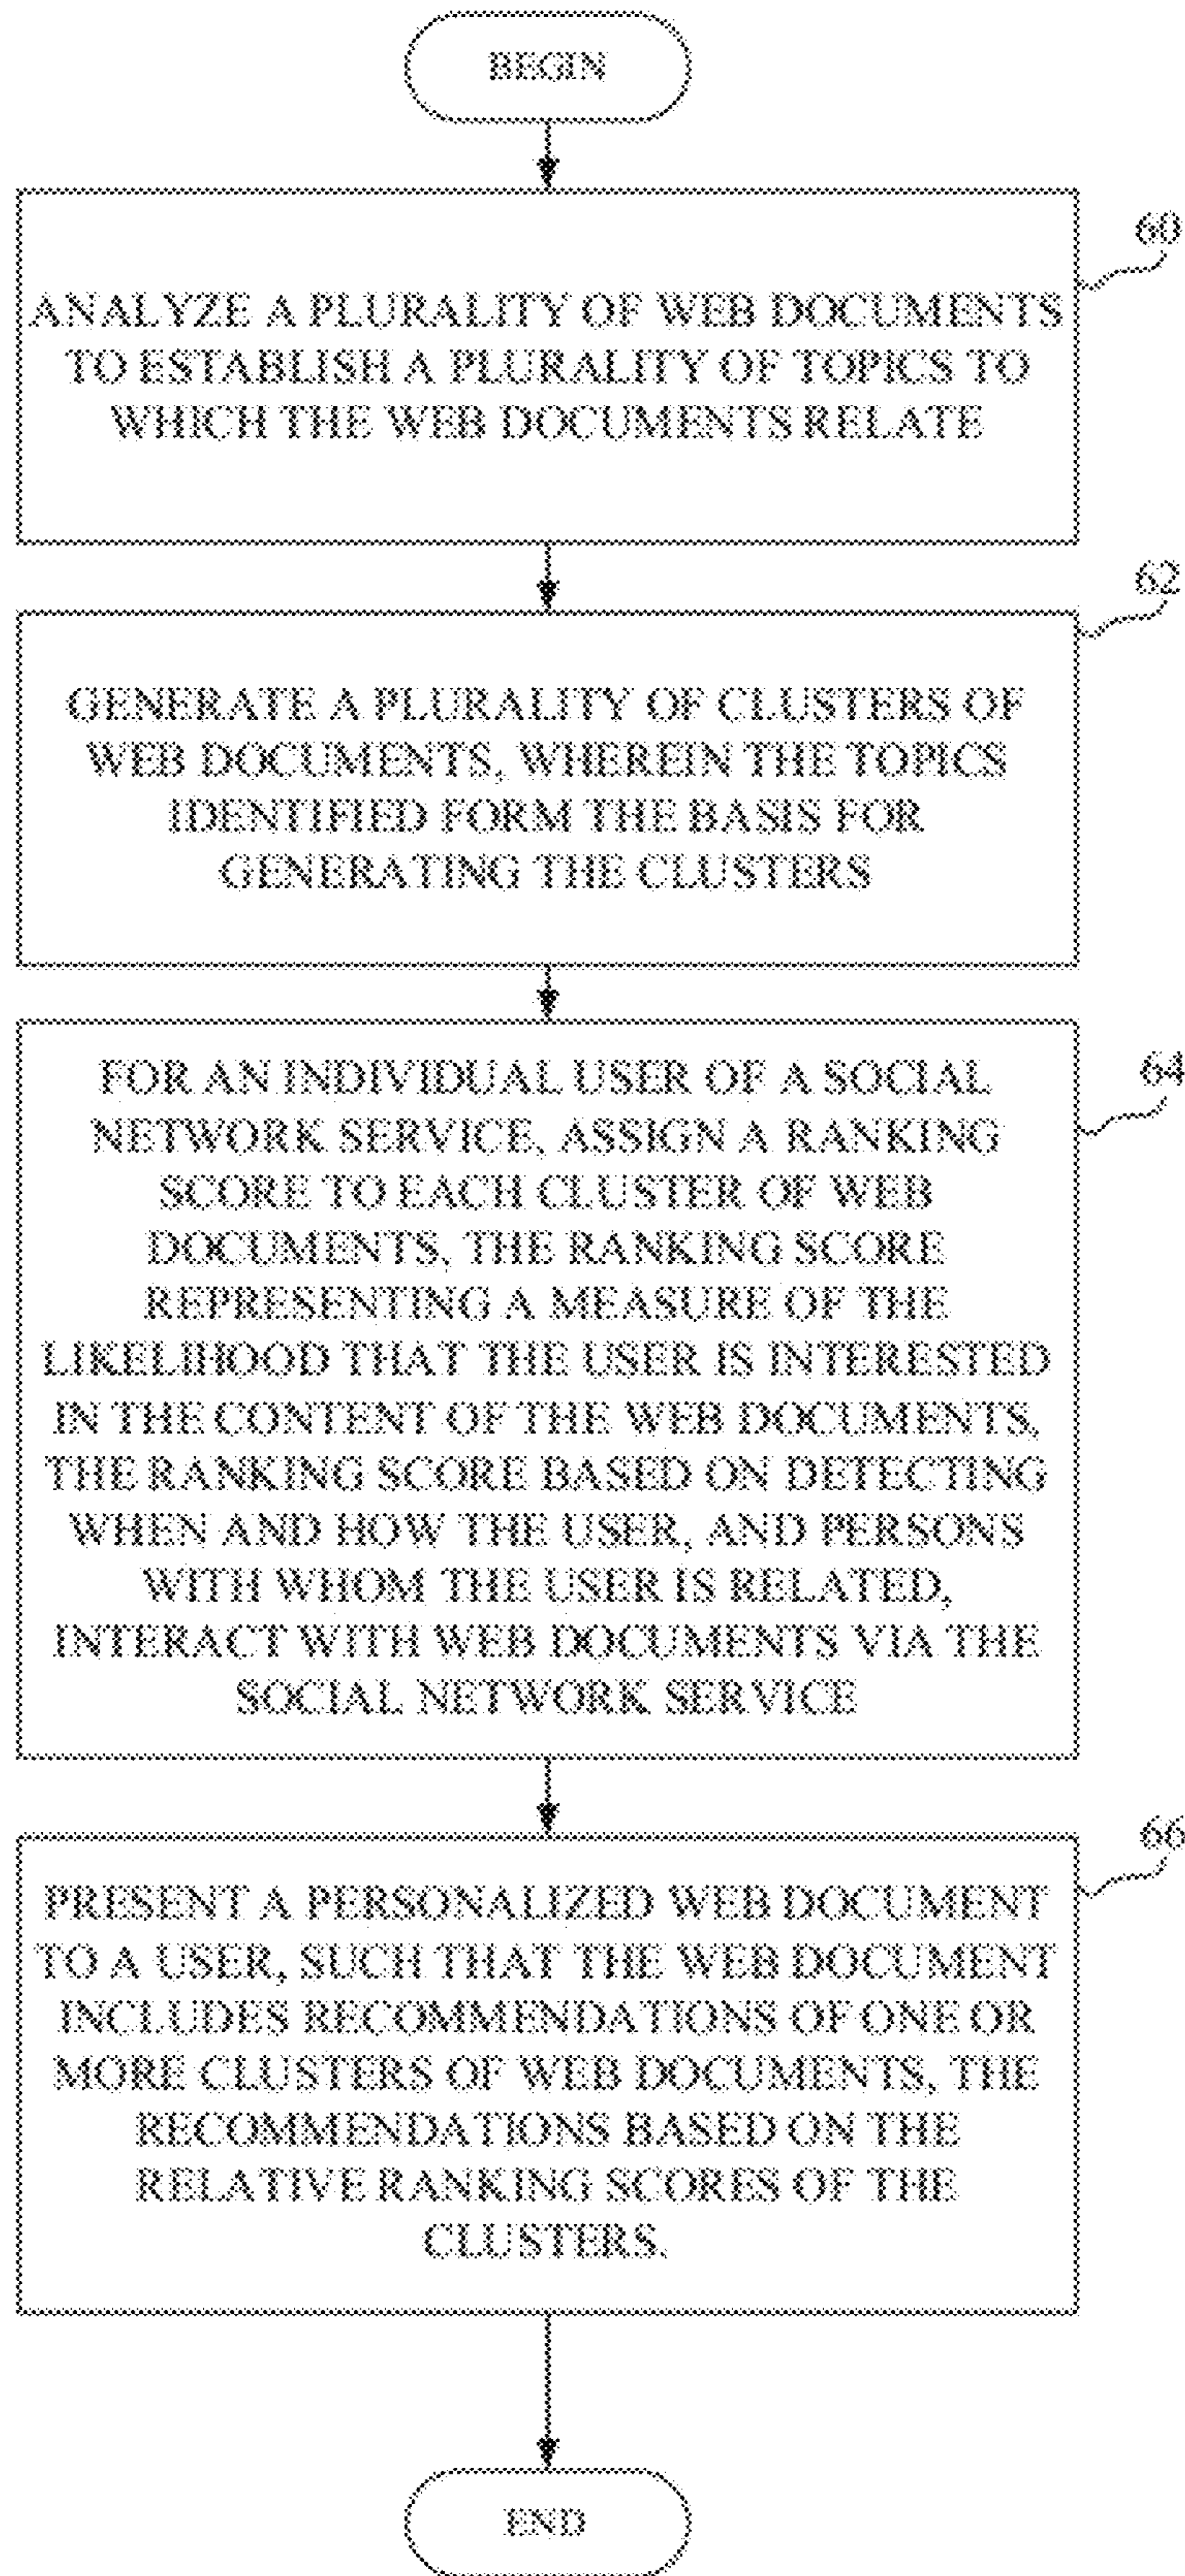 BEGIN
60
ANALYZE A PLURALITY OF WEB DOCUMENTS
TO ESTABLISH A PLURALITY OF TOPICS TO
WHICH THE WEB DOCUMENTS RELATE
62
GENERATE A PLURALITY OF CLUSTERS OF
WEB DOCUMENTS, WHEREIN THE TOPICS
IDENTIFIED FORM THE BASIS FOR
GENERATING THE CLUSTERS
64
FOR AN INDIVIDUAL USER OF A SOCIAL
NETWORK SERVICE, ASSIGN A RANKING
SCORE TO EACH CLUSTER OF WEB
DOCUMENTS, THE RANKING SCORE
REPRESENTING A MEASURE OF THE
LIKELIHOOD THAT THE USER IS INTERESTED
IN THE CONTENT OF THE WEB DOCUMENTS,
THE RANKING SCORE BASED ON DETECTING
WHEN AND HOW THE USER, AND PERSONS
WITH WHOM THE USER IS RELATED,
INTERACT WITH WEB DOCUMENTS VIA THE
SOCIAL NETWORK SERVICE
66
PRESENT A PERSONALIZED WEB DOCUMENT
TO A USER, SUCH THAT THE WEB DOCUMENT
INCLUDES RECOMMENDATIONS OF ONE OR
MORE CLUSTERS OF WEB DOCUMENTS, THE
RECOMMENDATIONS BASED ON THE
RELATIVE RANKING SCORES OF THE
CLUSTERS.
END